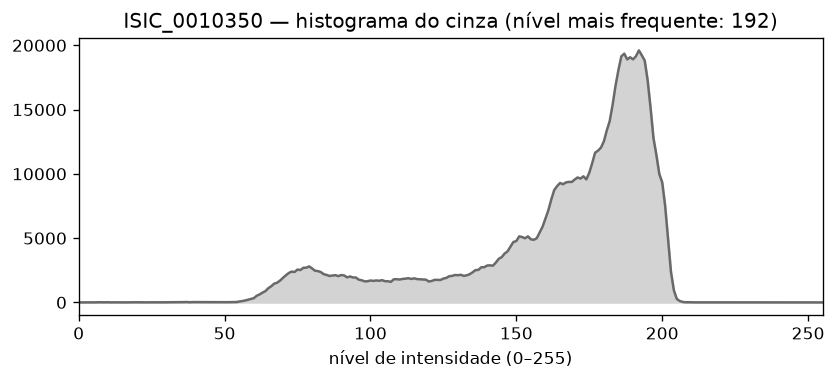 ISIC_0010350 — histograma do cinza (nível mais frequente: 192)
20000
15000
10000
5000
0
0 50 100 150 200 250
nível de intensidade (0–255)